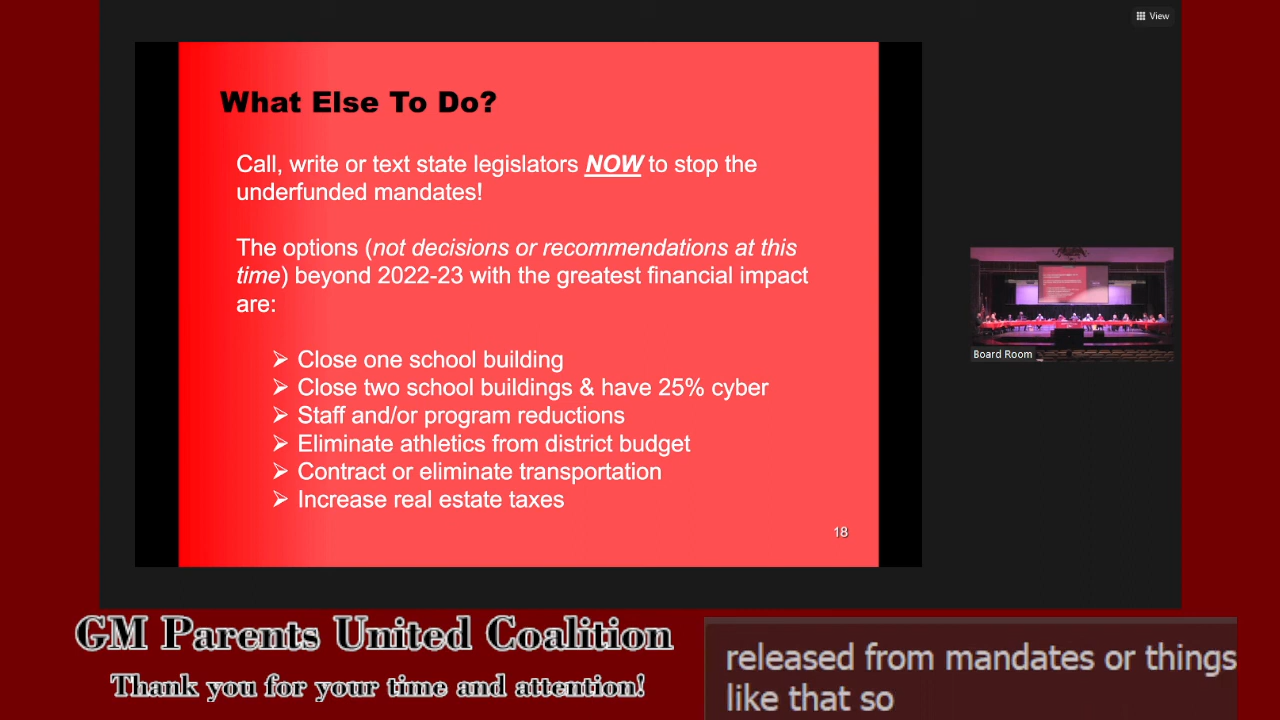 View
What Else To Do?
Call, write or text state legislators NOW to stop the
underfunded mandates!
The options (not decisions or recommendations at this
time) beyond 2022-23 with the greatest financial impact
are:
➢ Close one school building
➢ Close two school buildings & have 25% cyber
➢ Staff and/or program reductions
➢ Eliminate athletics from district budget
➢ Contract or eliminate transportation
➢ Increase real estate taxes
18
Board Room
GM Parents United Coalition
Thank you for your time and attention!
released from mandates or things
like that so